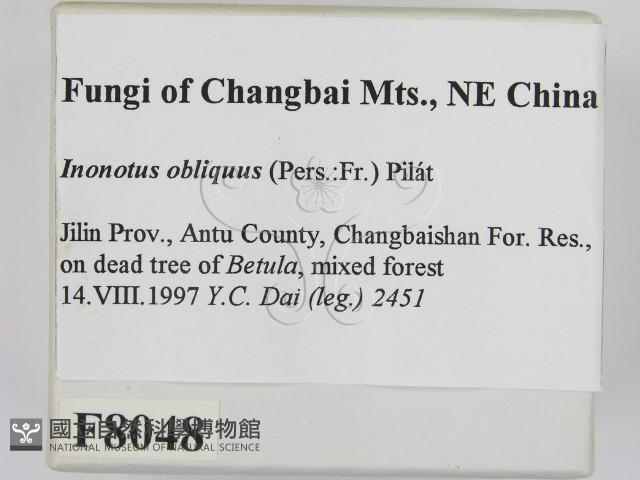 Fungi of Changbai Mts., NE China
Inonotus obliquus (Pers.:Fr.) Pilát
Jilin Prov., Antu County, Changbaishan For. Res.,
on dead tree of Betula, mixed forest
14.VIII.1997 Y.C. Dai (leg.) 2451
F8048
國立自然科學博物館
NATIONAL MUSEUM OF NATURAL SCIENCE